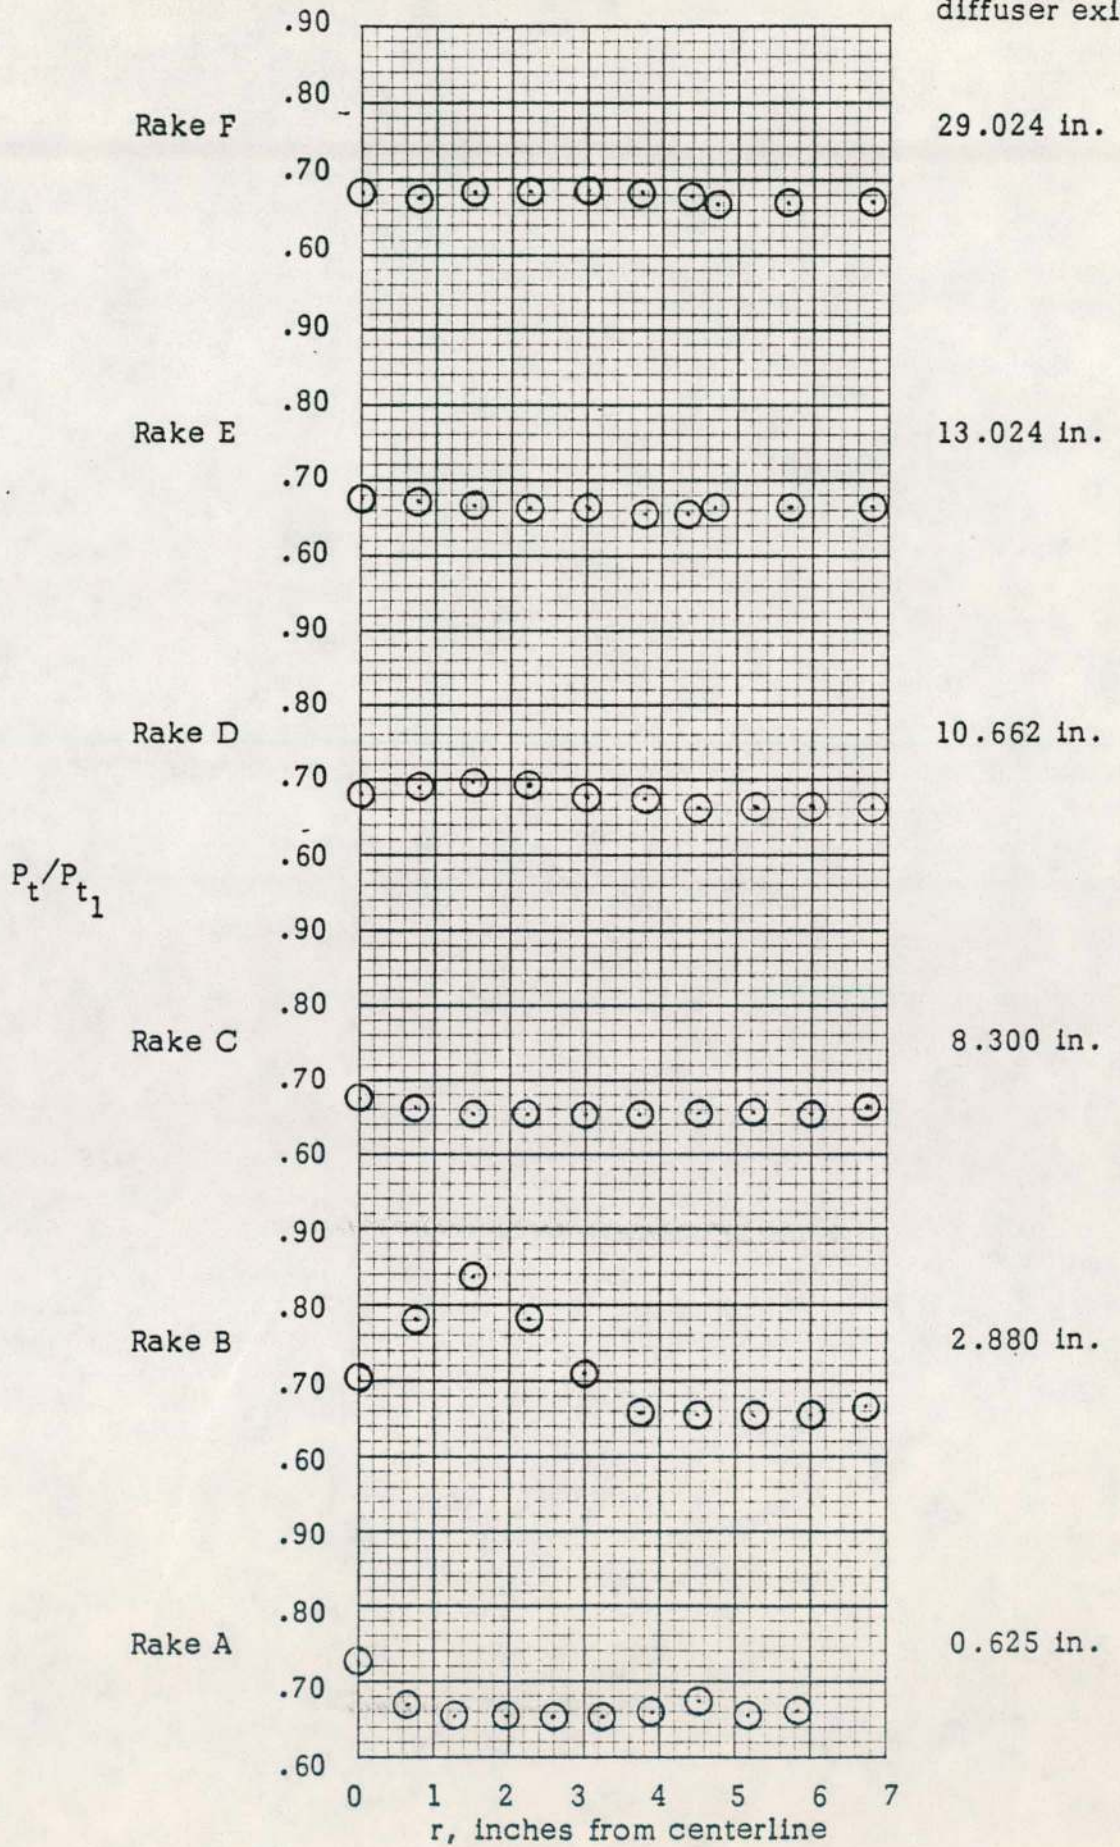 diffuser exi
.90
.80
Rake F 29.024 in.
.70
.60
.90
.80
Rake E 13.024 in.
.70
.60
.90
.80
Rake D 10.662 in.
.70
.60
Pt/Pt1
.90
.80
Rake C 8.300 in.
.70
.60
.90
.80
Rake B 2.880 in.
.70
.60
.90
.80
Rake A 0.625 in.
.70
.60
0 1 2 3 4 5 6 7
r, inches from centerline